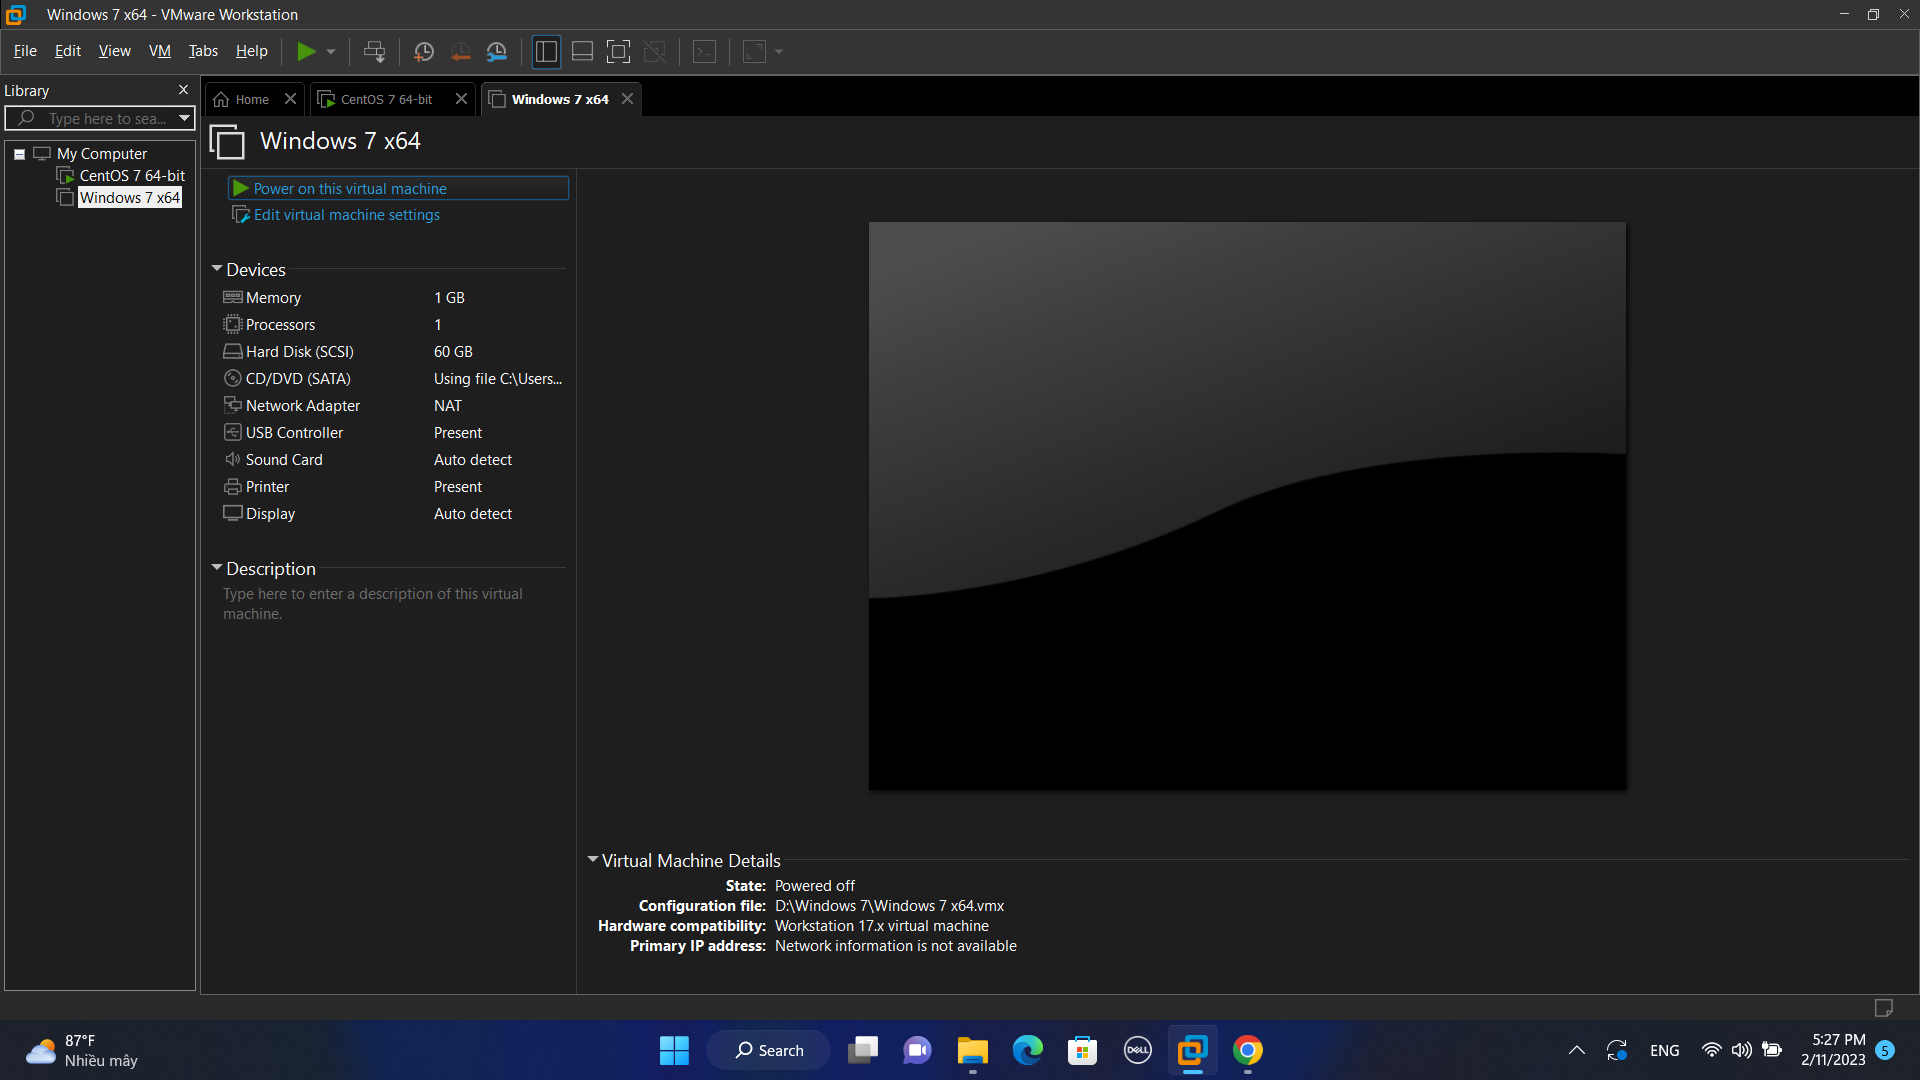 Windows 7 x64 - VMware Workstation
File Edit View VM Tabs Help
Library
Type here to sea...
My Computer
CentOS 7 64-bit
Windows 7 x64
Home
CentOS 7 64-bit
Windows 7 x64
Windows 7 x64
Power on this virtual machine
Edit virtual machine settings
Devices
Memory 1 GB
Processors 1
Hard Disk (SCSI) 60 GB
CD/DVD (SATA) Using file C:\Users...
Network Adapter NAT
USB Controller Present
Sound Card Auto detect
Printer Present
Display Auto detect
Description
Type here to enter a description of this virtual
machine.
Virtual Machine Details
State: Powered off
Configuration file: D:\Windows 7\Windows 7 x64.vmx
Hardware compatibility: Workstation 17.x virtual machine
Primary IP address: Network information is not available
87°F
Nhiều mây
Search
DELL
ENG
5:27 PM
2/11/2023
5